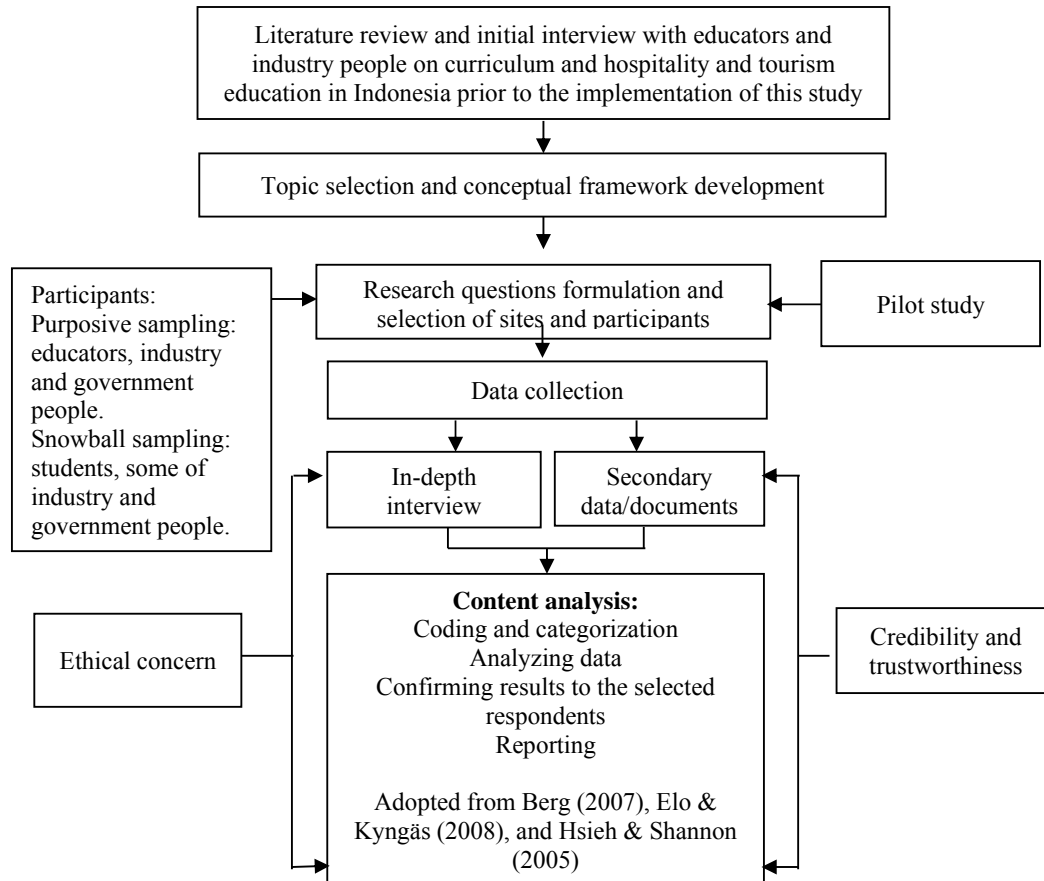 Literature review and initial interview with educators and
industry people on curriculum and hospitality and tourism
education in Indonesia prior to the implementation of this study
Topic selection and conceptual framework development
Participants:
Purposive sampling:
educators, industry
and government
people.
Snowball sampling:
students, some of
industry and
government people.
Research questions formulation and
selection of sites and participants
Pilot study
Data collection
In-depth
interview
Secondary
data/documents
Ethical concern
Content analysis:
Coding and categorization
Analyzing data
Confirming results to the selected
respondents
Reporting
Adopted from Berg (2007), Elo &
Kyngäs (2008), and Hsieh & Shannon
(2005)
Credibility and
trustworthiness